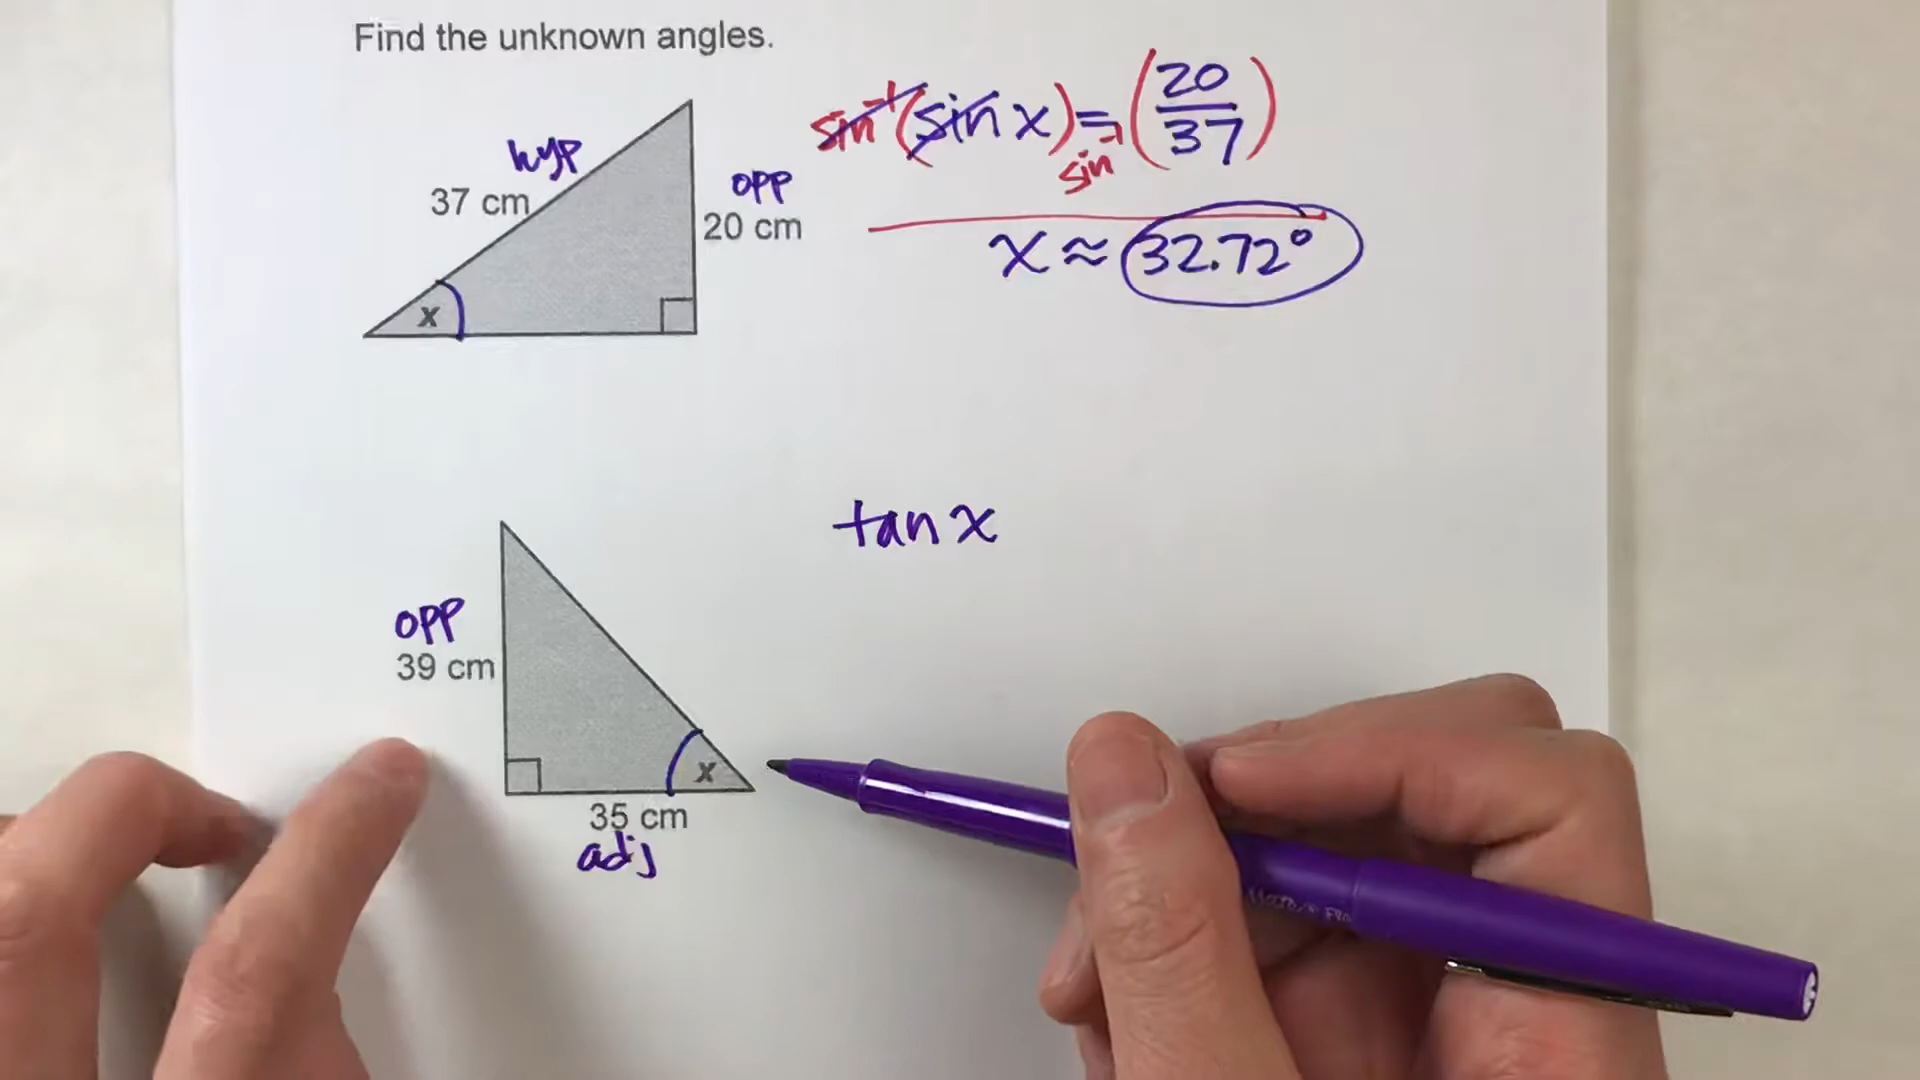 Find the unknown angles.
hyp
37 cm
opp
20 cm
x
sin⁻¹(sin x) = sin⁻¹(20/37)
x ≈ 32.72°
tan x
opp
39 cm
x
35 cm
adj